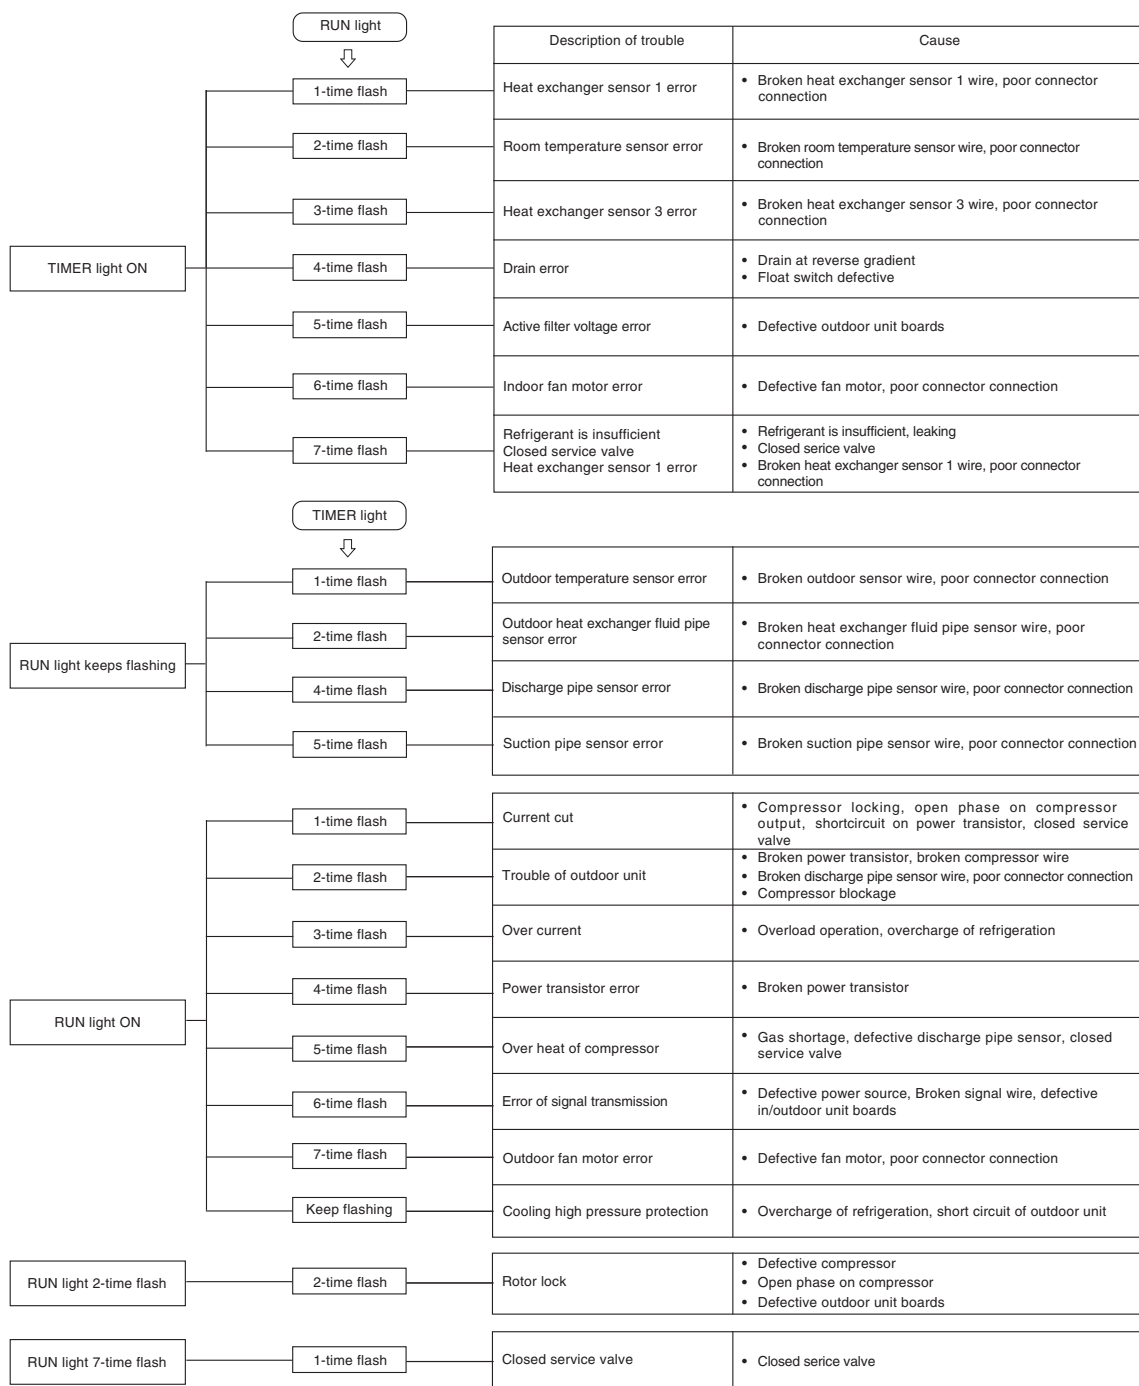 RUN light
Description of trouble
Cause
1-time flash
Heat exchanger sensor 1 error
• Broken heat exchanger sensor 1 wire, poor connector
connection
2-time flash
Room temperature sensor error
• Broken room temperature sensor wire, poor connector
connection
3-time flash
Heat exchanger sensor 3 error
• Broken heat exchanger sensor 3 wire, poor connector
connection
TIMER light ON
4-time flash
Drain error
• Drain at reverse gradient
• Float switch defective
5-time flash
Active filter voltage error
• Defective outdoor unit boards
6-time flash
Indoor fan motor error
• Defective fan motor, poor connector connection
7-time flash
Refrigerant is insufficient
Closed service valve
Heat exchanger sensor 1 error
• Refrigerant is insufficient, leaking
• Closed serice valve
• Broken heat exchanger sensor 1 wire, poor connector
connection
TIMER light
1-time flash
Outdoor temperature sensor error
• Broken outdoor sensor wire, poor connector connection
RUN light keeps flashing
2-time flash
Outdoor heat exchanger fluid pipe
sensor error
• Broken heat exchanger fluid pipe sensor wire, poor
connector connection
4-time flash
Discharge pipe sensor error
• Broken discharge pipe sensor wire, poor connector connection
5-time flash
Suction pipe sensor error
• Broken suction pipe sensor wire, poor connector connection
1-time flash
Current cut
• Compressor locking, open phase on compressor
output, shortcircuit on power transistor, closed service
valve
2-time flash
Trouble of outdoor unit
• Broken power transistor, broken compressor wire
• Broken discharge pipe sensor wire, poor connector connection
• Compressor blockage
3-time flash
Over current
• Overload operation, overcharge of refrigeration
RUN light ON
4-time flash
Power transistor error
• Broken power transistor
5-time flash
Over heat of compressor
• Gas shortage, defective discharge pipe sensor, closed
service valve
6-time flash
Error of signal transmission
• Defective power source, Broken signal wire, defective
in/outdoor unit boards
7-time flash
Outdoor fan motor error
• Defective fan motor, poor connector connection
Keep flashing
Cooling high pressure protection
• Overcharge of refrigeration, short circuit of outdoor unit
RUN light 2-time flash
2-time flash
Rotor lock
• Defective compressor
• Open phase on compressor
• Defective outdoor unit boards
RUN light 7-time flash
1-time flash
Closed service valve
• Closed serice valve